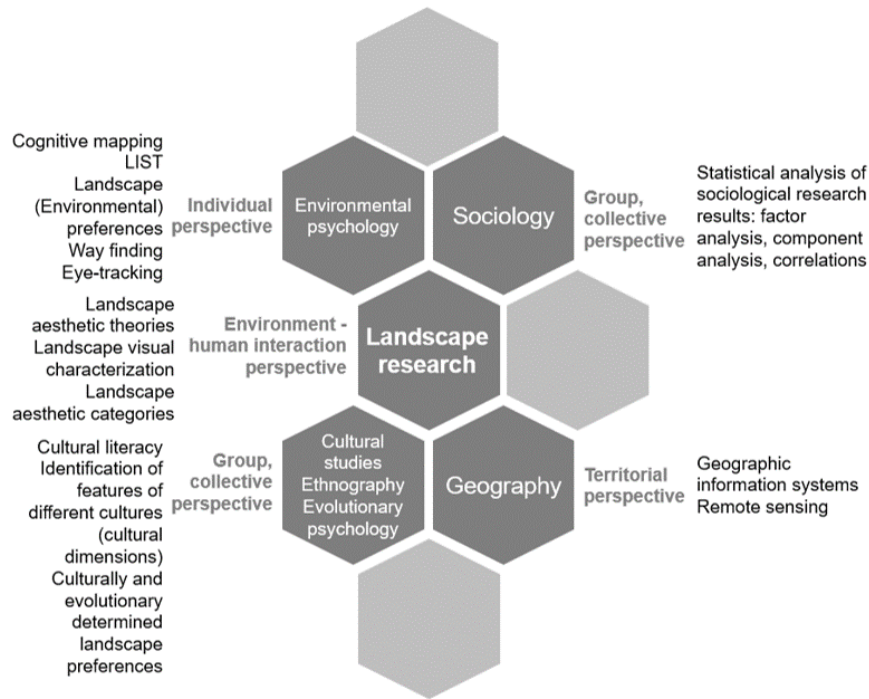 Cognitive mapping
LIST
Landscape
(Environmental)
preferences
Way finding
Eye-tracking
Individual
perspective
Environmental
psychology
Sociology
Group,
collective
perspective
Statistical analysis of
sociological research
results: factor
analysis, component
analysis, correlations
Landscape
aesthetic theories
Landscape visual
characterization
Landscape
aesthetic categories
Environment -
human interaction
perspective
Landscape
research
Cultural literacy
Identification of
features of
different cultures
(cultural
dimensions)
Culturally and
evolutionary
determined
landscape
preferences
Group,
collective
perspective
Cultural
studies
Ethnography
Evolutionary
psychology
Geography
Territorial
perspective
Geographic
information systems
Remote sensing